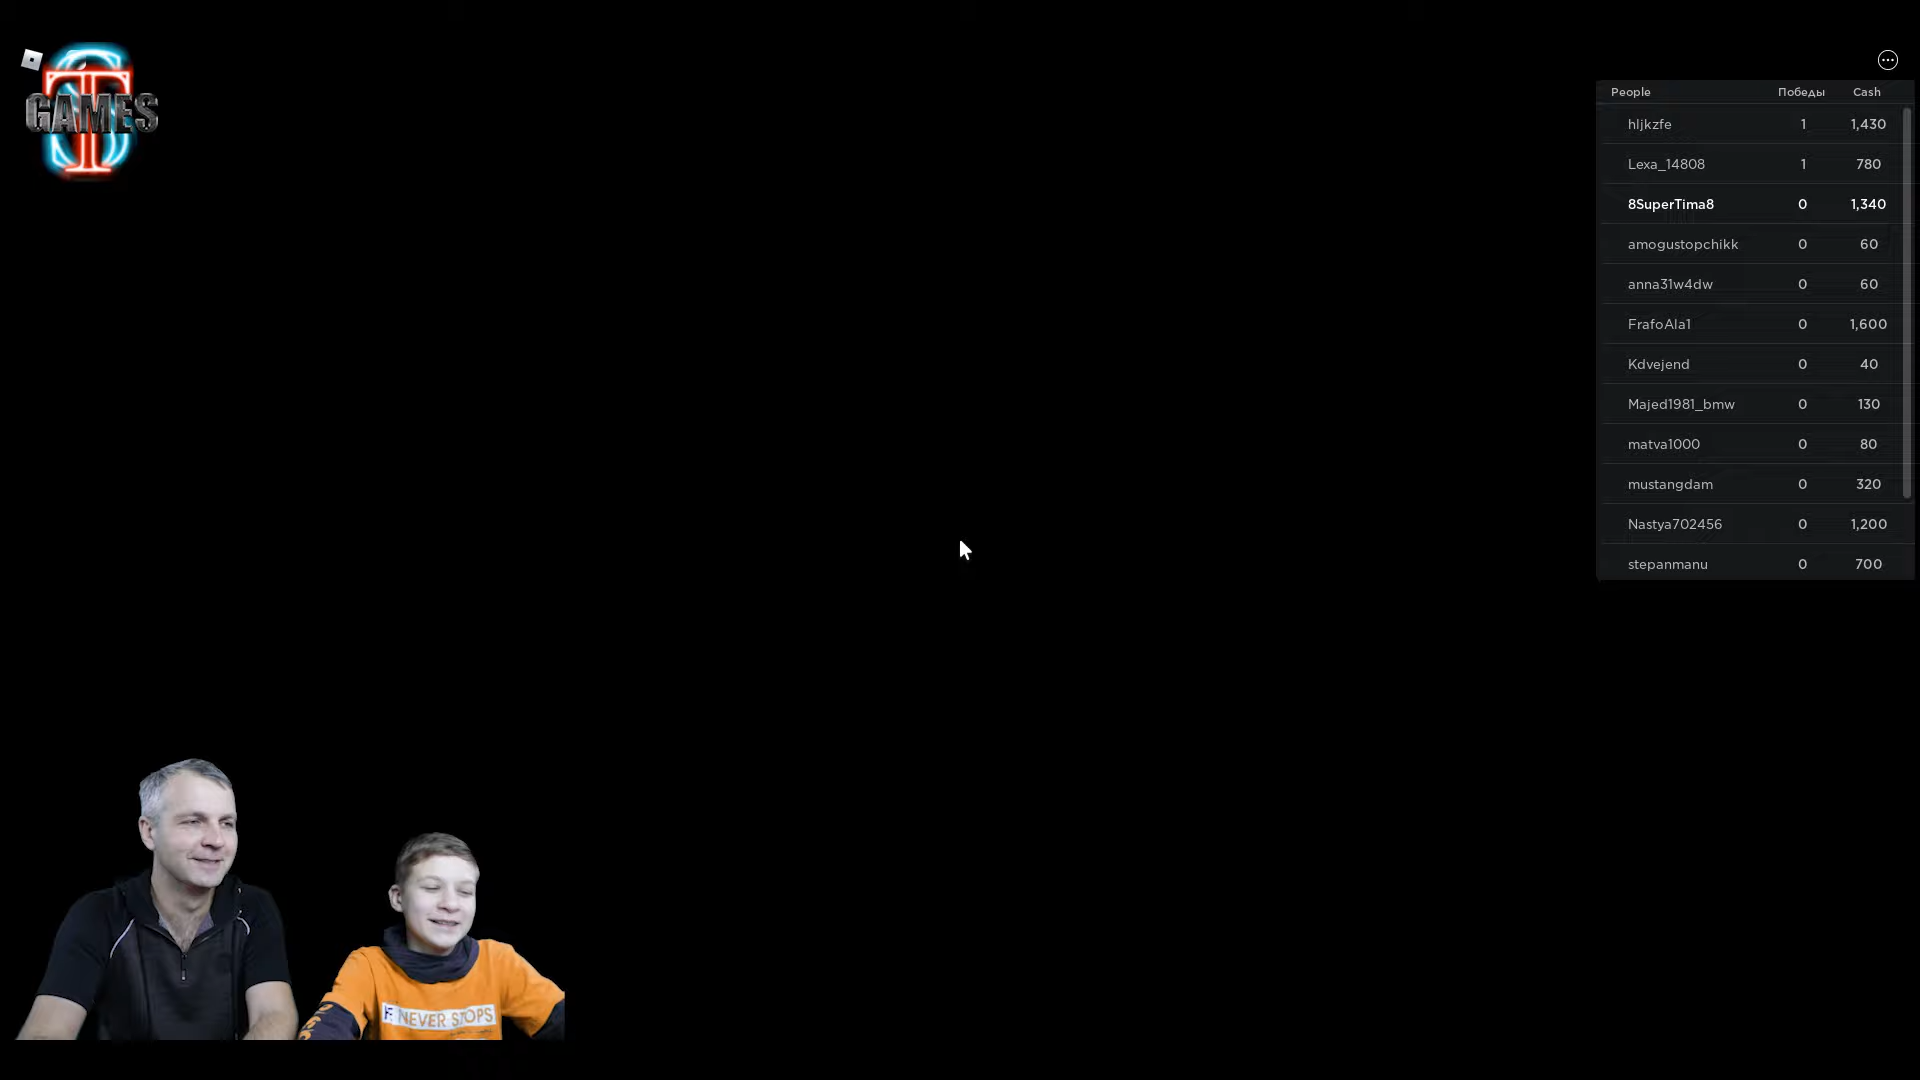 GAMES
People Победы Cash
hljkzfe 1 1,430
Lexa_14808 1 780
8SuperTima8 0 1,340
amogustopchikk 0 60
anna31w4dw 0 60
FrafoAla1 0 1,600
Kdvejend 0 40
Majed1981_bmw 0 130
matva1000 0 80
mustangdam 0 320
Nastya702456 0 1,200
stepanmanu 0 700
NEVER STOPS